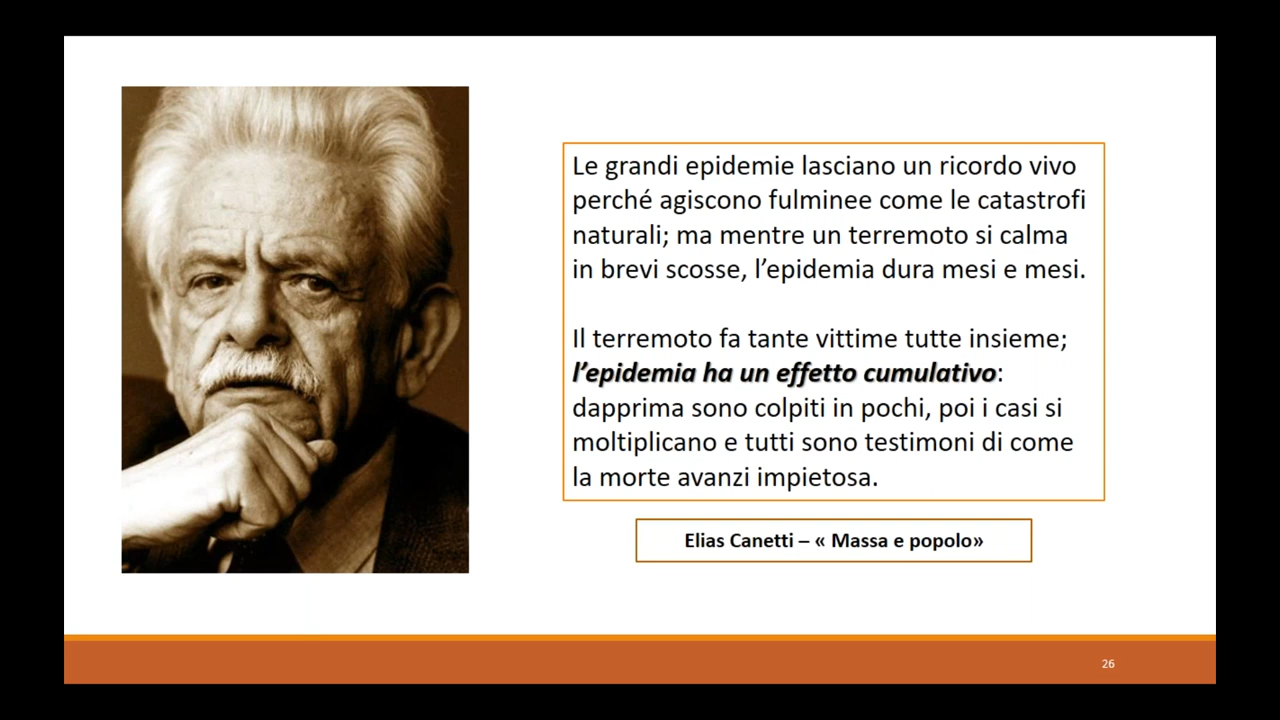 Le grandi epidemie lasciano un ricordo vivo
perché agiscono fulminee come le catastrofi
naturali; ma mentre un terremoto si calma
in brevi scosse, l’epidemia dura mesi e mesi.
Il terremoto fa tante vittime tutte insieme;
l’epidemia ha un effetto cumulativo:
dapprima sono colpiti in pochi, poi i casi si
moltiplicano e tutti sono testimoni di come
la morte avanzi impietosa.
Elias Canetti – « Massa e popolo»
26